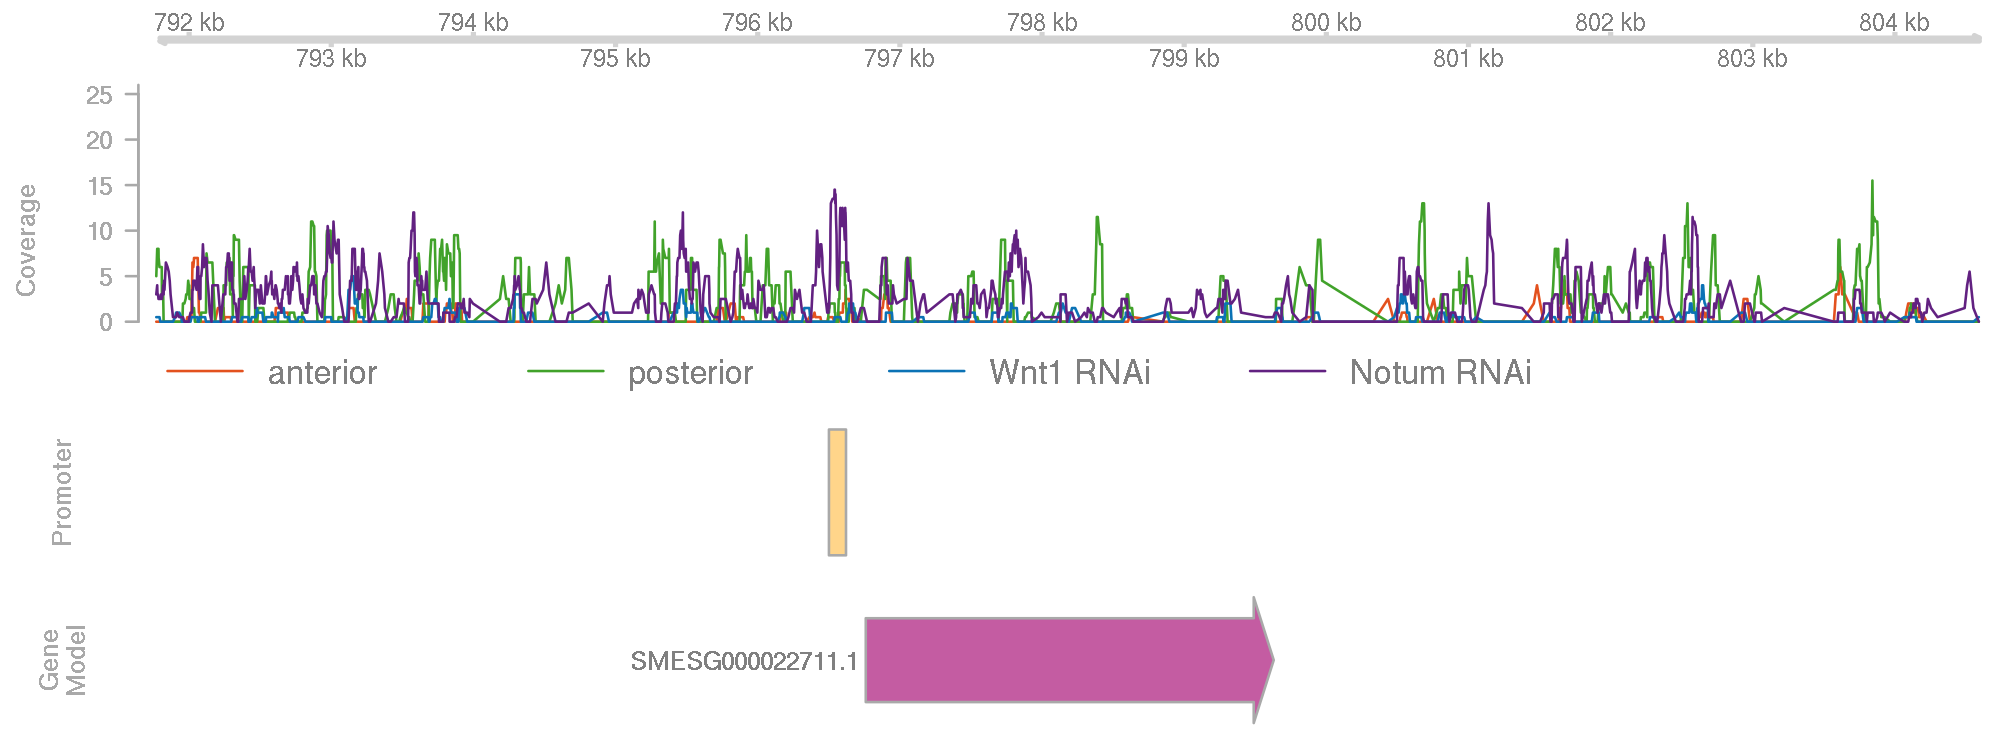 792 kb 794 kb 796 kb 798 kb 800 kb 802 kb 804 kb
793 kb 795 kb 797 kb 799 kb 801 kb 803 kb
25
20
15
10
5
0
Coverage
anterior posterior Wnt1 RNAi Notum RNAi
Promoter
Gene
Model
SMESG000022711.1